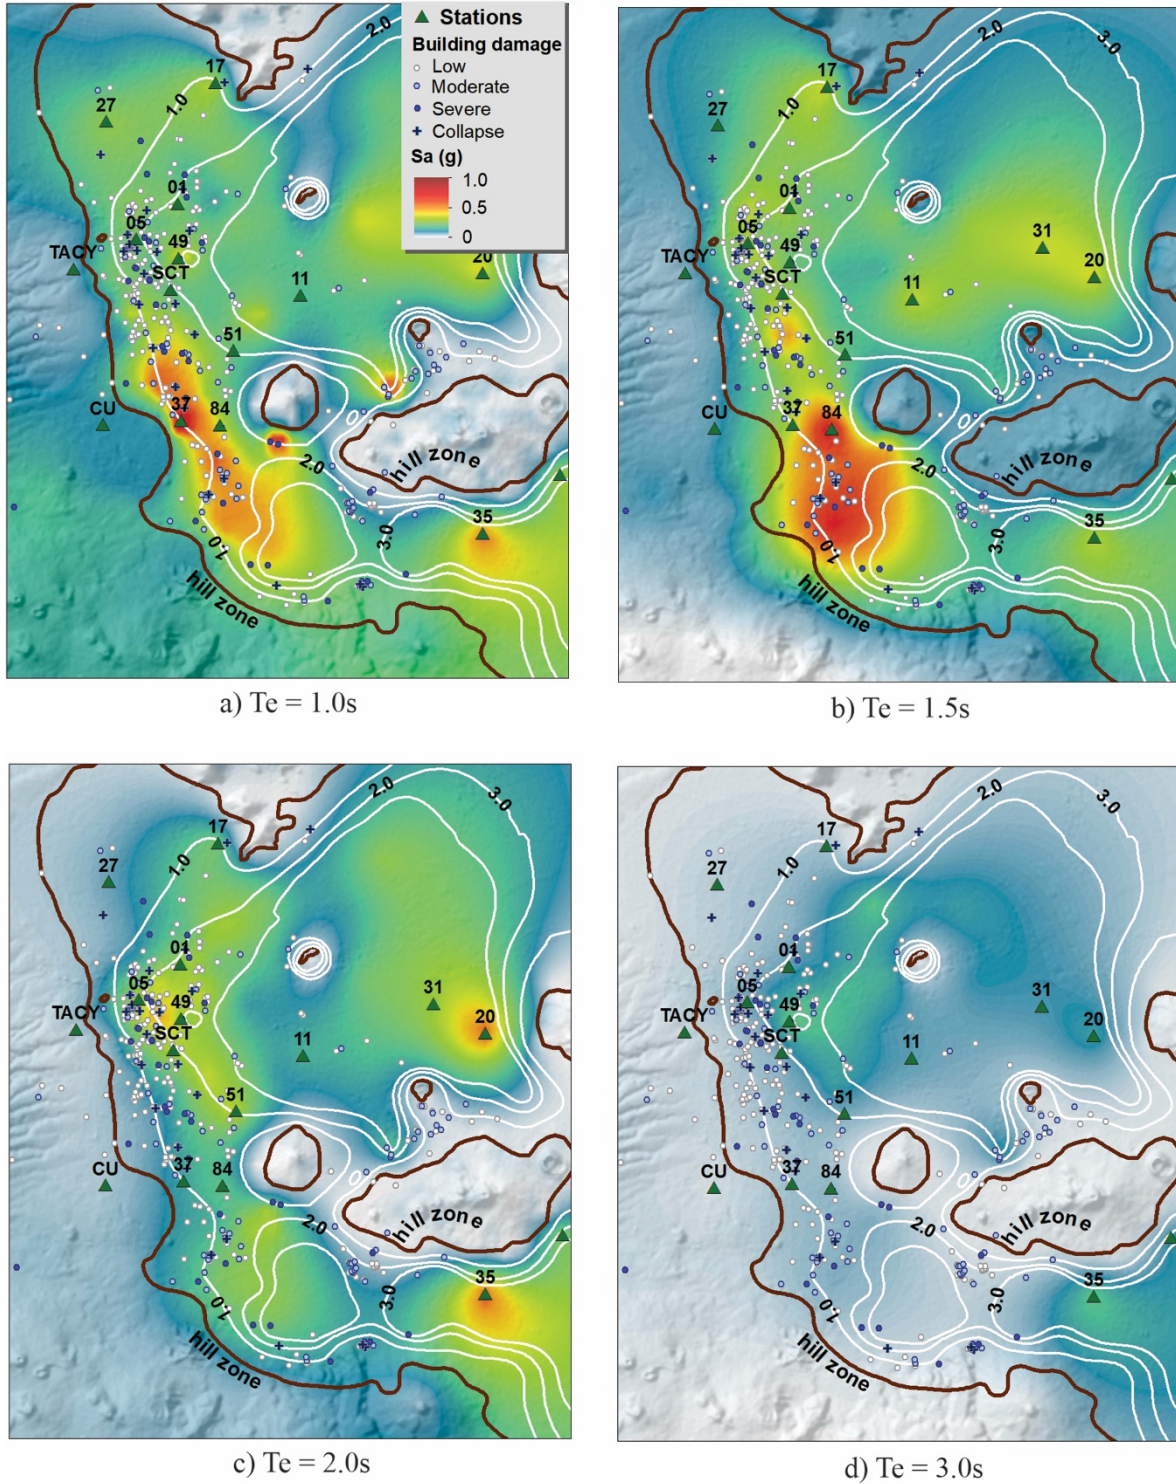 Stations
Building damage
Low
Moderate
Severe
Collapse
Sa (g)
1.0
0.5
0
2.0
17
27
1.0
01
05
49
TACY
SCT
20
11
51
CU
37
84
hill zone
2.0
35
3.0
1.0
hill zone
a) Te = 1.0s
2.0
3.0
17
27
1.0
01
05
49
31
TACY
20
SCT
11
51
CU
37
84
hill zone
2.0
35
3.0
1.0
hill zone
b) Te = 1.5s
2.0
3.0
17
27
1.0
01
05
49
31
TACY
20
SCT
11
51
CU
37
84
hill zone
2.0
35
3.0
1.0
hill zone
c) Te = 2.0s
2.0
3.0
17
27
1.0
01
05
49
31
TACY
20
SCT
11
51
CU
37
84
hill zone
2.0
35
3.0
1.0
hill zone
d) Te = 3.0s